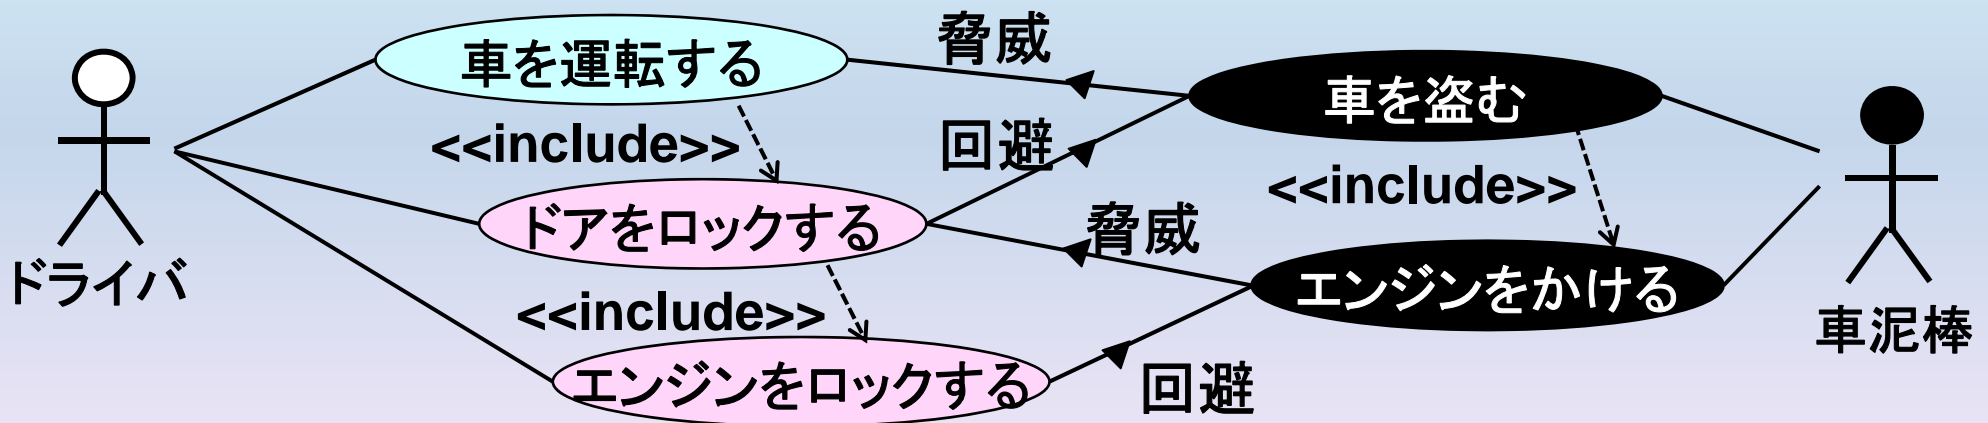 脅威
車を運転する
車を盗む
<<include>>
回避
<<include>>
ドアをロックする
脅威
ドライバ
エンジンをかける
<<include>>
車泥棒
エンジンをロックする
回避